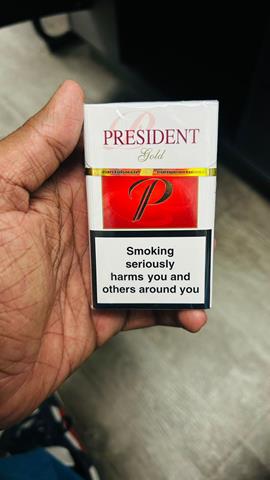 PRESIDENT
Gold
P
Smoking
seriously
harms you and
others around you